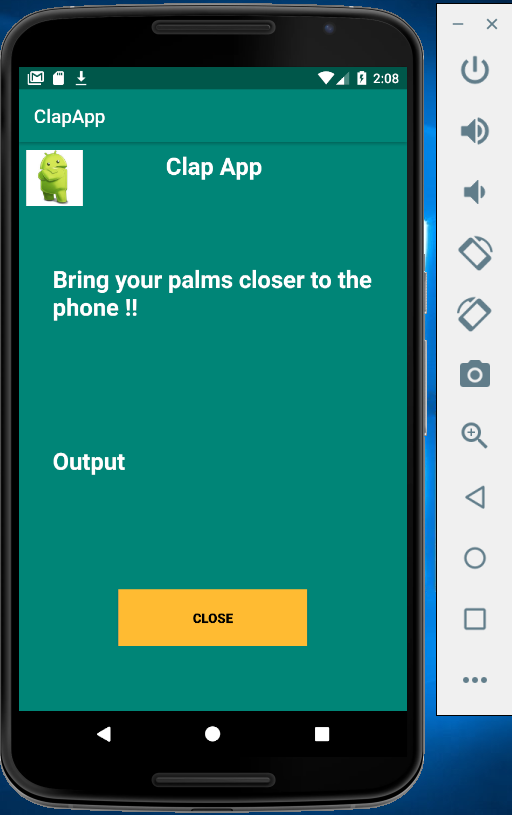 2:08
ClapApp
Clap App
Bring your palms closer to the
phone !!
Output
CLOSE